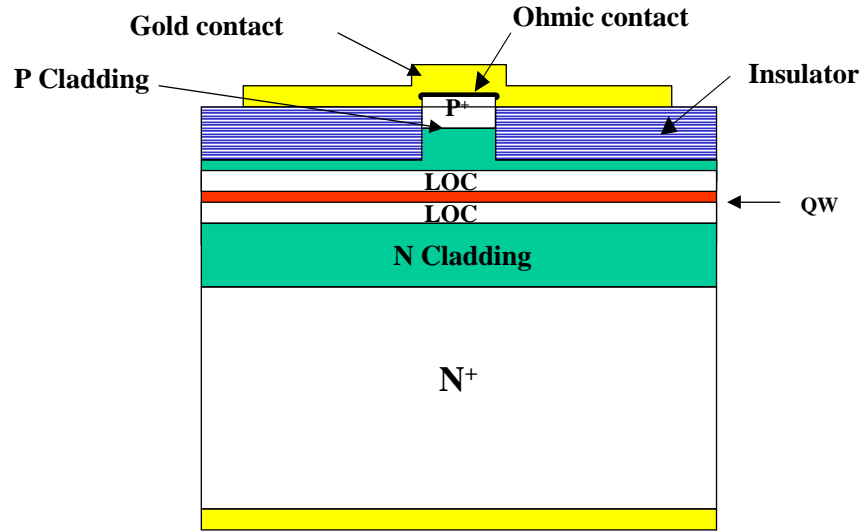 Ohmic contact
Gold contact
P Cladding
Insulator
P+
LOC
QW
LOC
N Cladding
N+